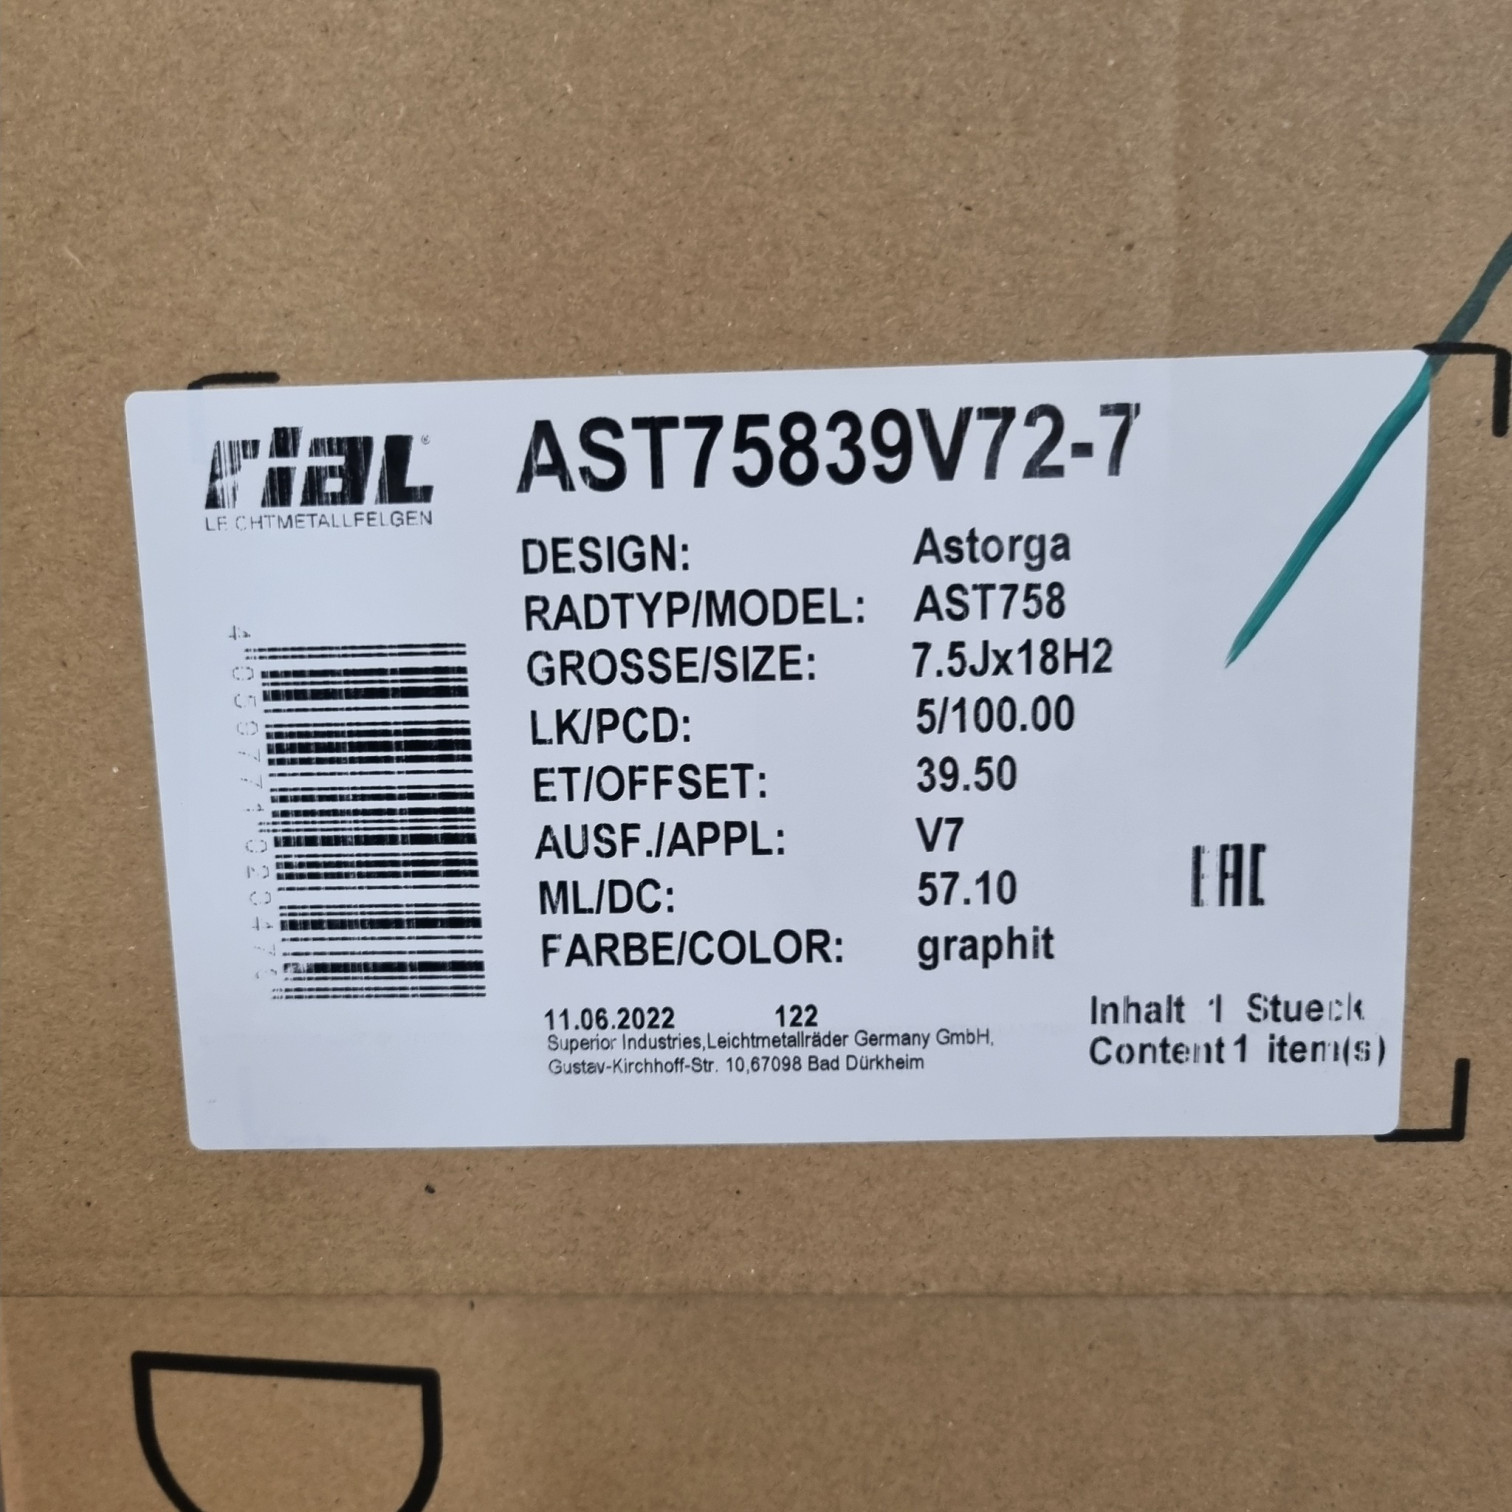 rial®
LEICHTMETALLFELGEN
AST75839V72-7
DESIGN: Astorga
RADTYP/MODEL: AST758
GROSSE/SIZE: 7.5Jx18H2
LK/PCD: 5/100.00
ET/OFFSET: 39.50
AUSF./APPL: V7
ML/DC: 57.10
FARBE/COLOR: graphit
EAC
11.06.2022 122
Superior Industries,Leichtmetallräder Germany GmbH,
Gustav-Kirchhoff-Str. 10,67098 Bad Dürkheim
Inhalt 1 Stueck
Content 1 item(s)